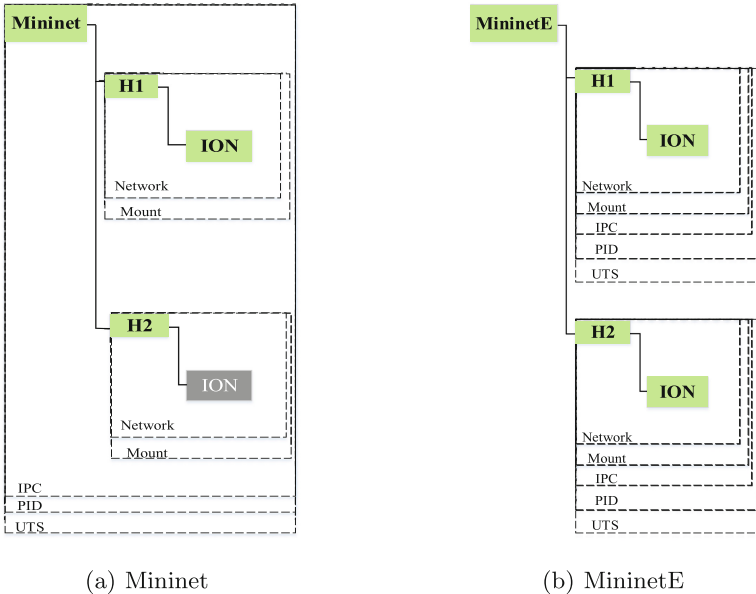 Mininet
H1
ION
Network
Mount
H2
ION
Network
Mount
IPC
PID
UTS
(a) Mininet
MininetE
H1
ION
Network
Mount
IPC
PID
UTS
H2
ION
Network
Mount
IPC
PID
UTS
(b) MininetE